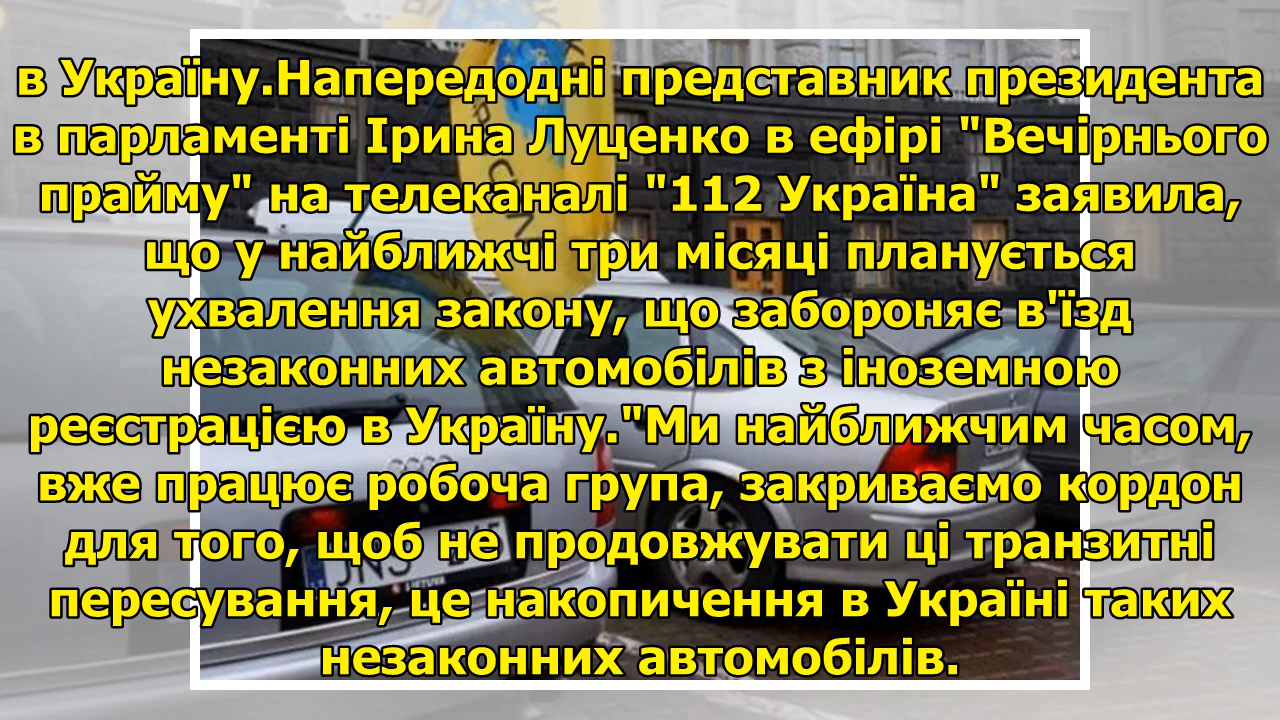 в Україну.Напередодні представник президента
в парламенті Ірина Луценко в ефірі "Вечірнього
прайму" на телеканалі "112 Україна" заявила,
що у найближчі три місяці планується
ухвалення закону, що забороняє в'їзд
незаконних автомобілів з іноземною
реєстрацією в Україну."Ми найближчим часом,
вже працює робоча група, закриваємо кордон
для того, щоб не продовжувати ці транзитні
пересування, це накопичення в Україні таких
незаконних автомобілів.
LIETUVA